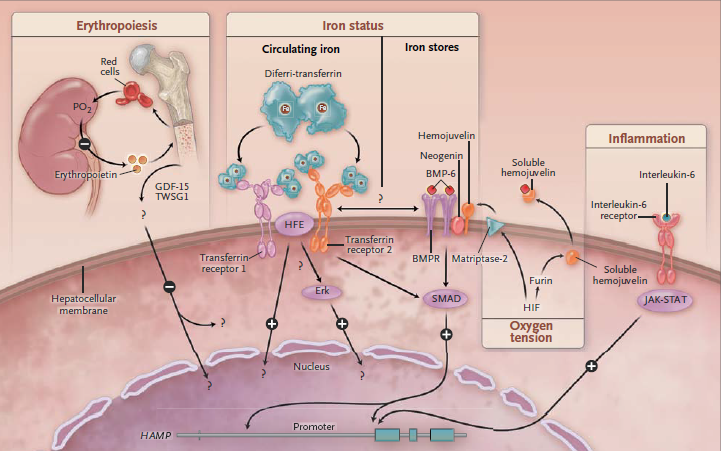 Erythropoiesis
Red
cells
PO2
Erythropoietin
GDF-15
TWSG1
?
Iron status
Circulating iron
Iron stores
Diferri-transferrin
Fe
Fe
Hemojuvelin
Neogenin
BMP-6
?
HFE
Transferrin
receptor 1
Transferrin
receptor 2
BMPR
Matriptase-2
Soluble
hemojuvelin
Inflammation
Interleukin-6
Interleukin-6
receptor
Furin
Soluble
hemojuvelin
HIF
Oxygen
tension
JAK-STAT
Hepatocellular
membrane
?
Erk
SMAD
?
Nucleus
?
?
?
HAMP
Promoter